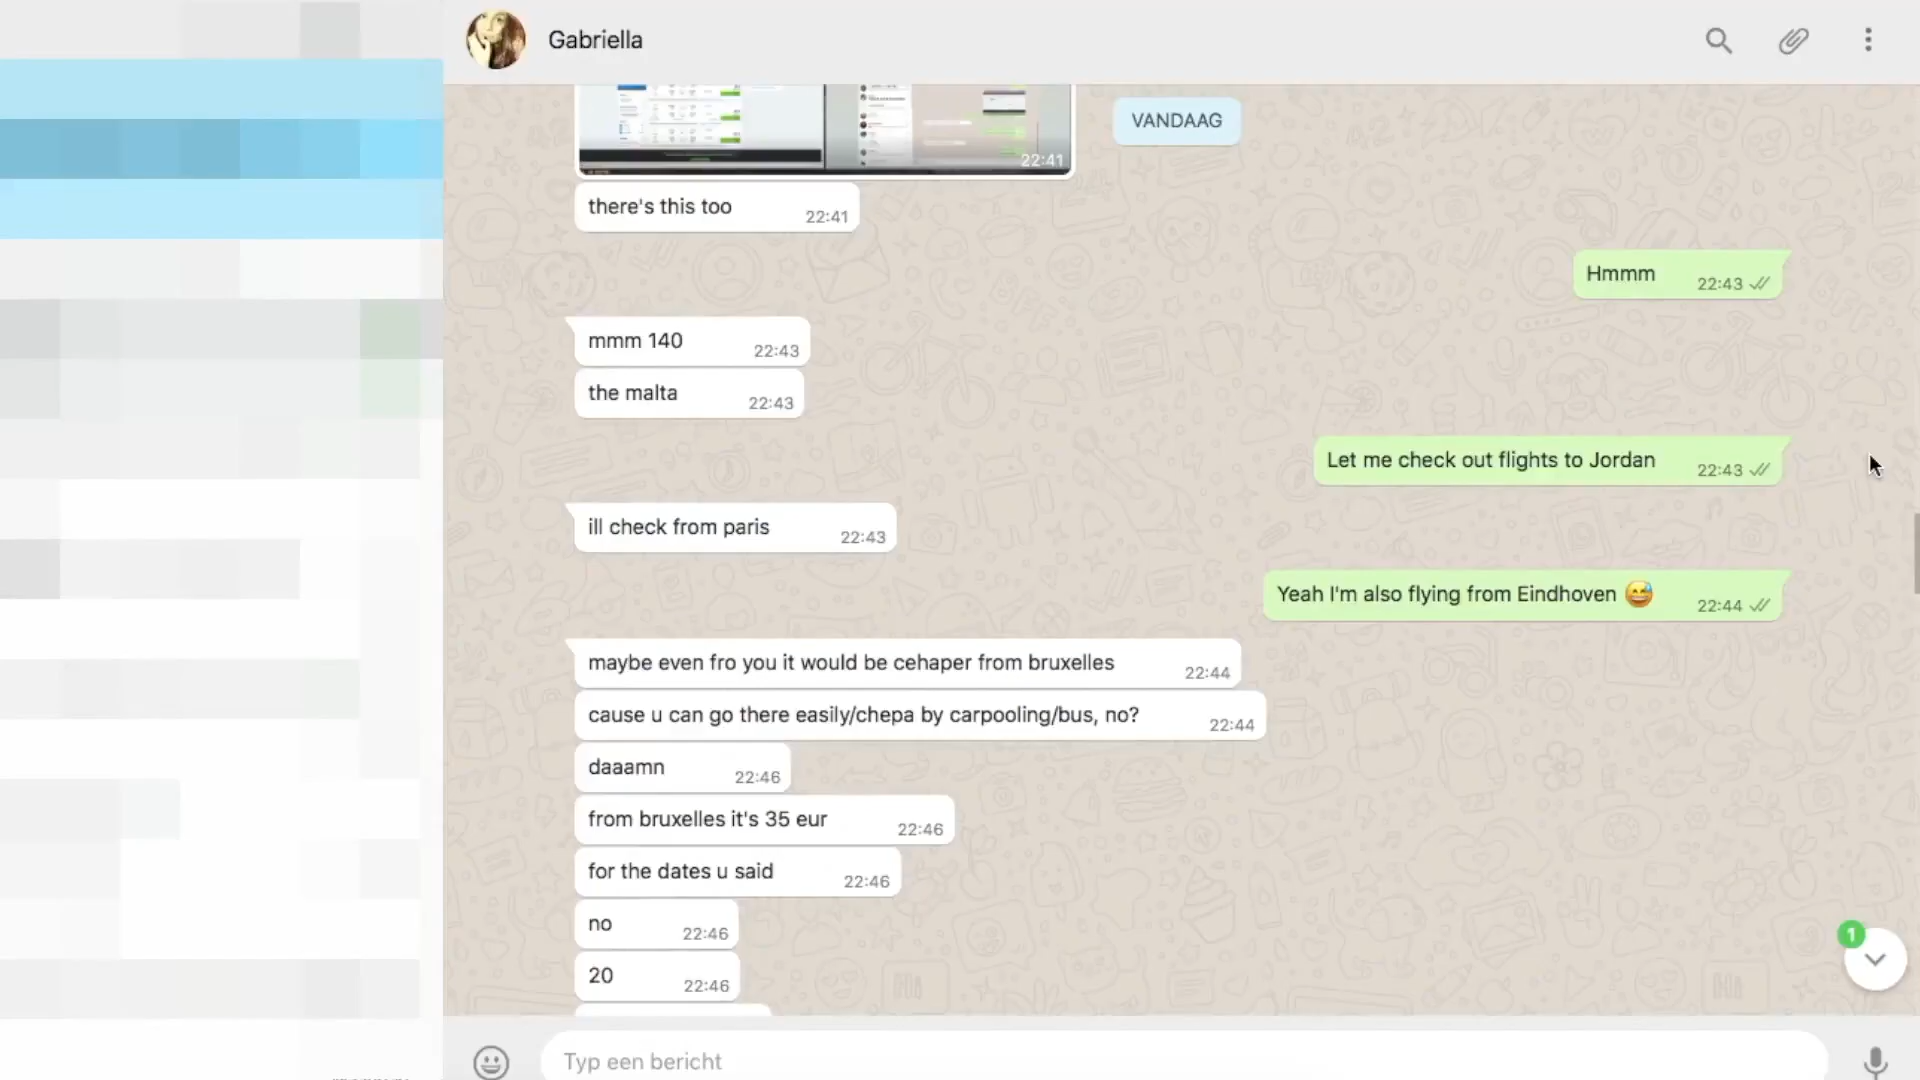 Gabriella
VANDAAG
22:41
there's this too 22:41
Hmmm 22:43
mmm 140 22:43
the malta 22:43
Let me check out flights to Jordan 22:43
ill check from paris 22:43
Yeah I'm also flying from Eindhoven 😅 22:44
maybe even fro you it would be cehaper from bruxelles 22:44
cause u can go there easily/chepa by carpooling/bus, no? 22:44
daaamn 22:46
from bruxelles it's 35 eur 22:46
for the dates u said 22:46
no 22:46
20 22:46
1
Typ een bericht